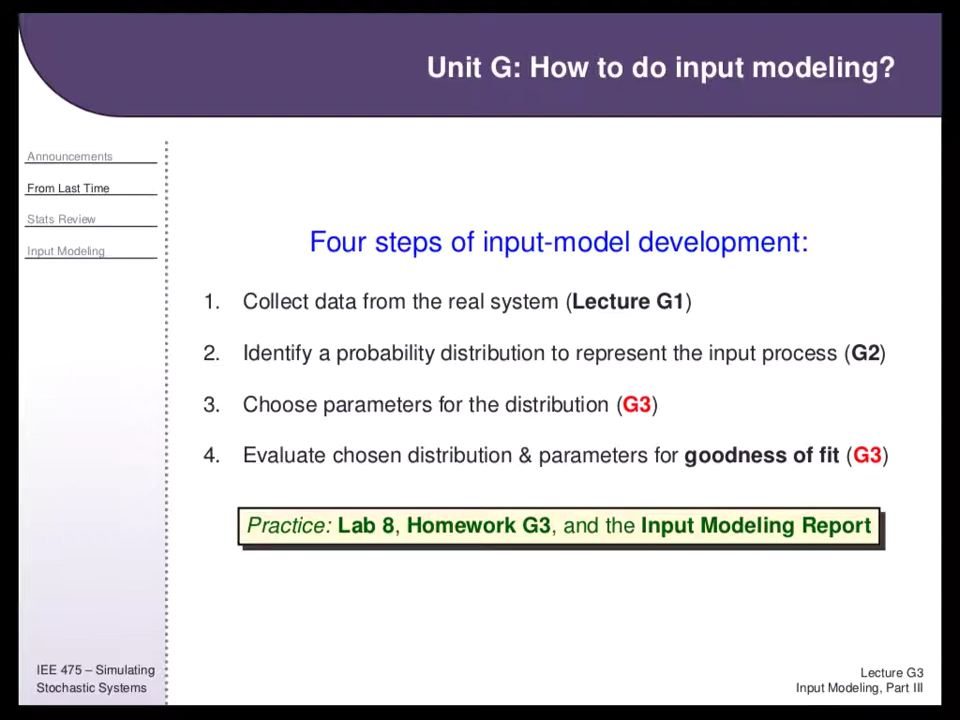 Unit G: How to do input modeling?
Announcements
From Last Time
Stats Review
Input Modeling
Four steps of input-model development:
1. Collect data from the real system (Lecture G1)
2. Identify a probability distribution to represent the input process (G2)
3. Choose parameters for the distribution (G3)
4. Evaluate chosen distribution & parameters for goodness of fit (G3)
Practice: Lab 8, Homework G3, and the Input Modeling Report
IEE 475 – Simulating
Stochastic Systems
Lecture G3
Input Modeling, Part III